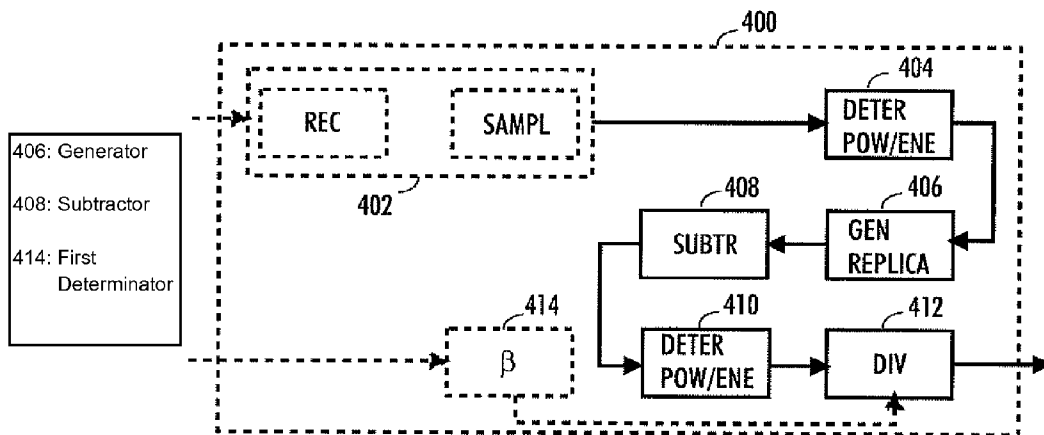 400
404
REC
SAMPL
DETER
POW/ENE
406: Generator
408: Subtractor
414: First
Determinator
402
408
406
SUBTR
GEN
REPLICA
414
410
412
β
DETER
POW/ENE
DIV